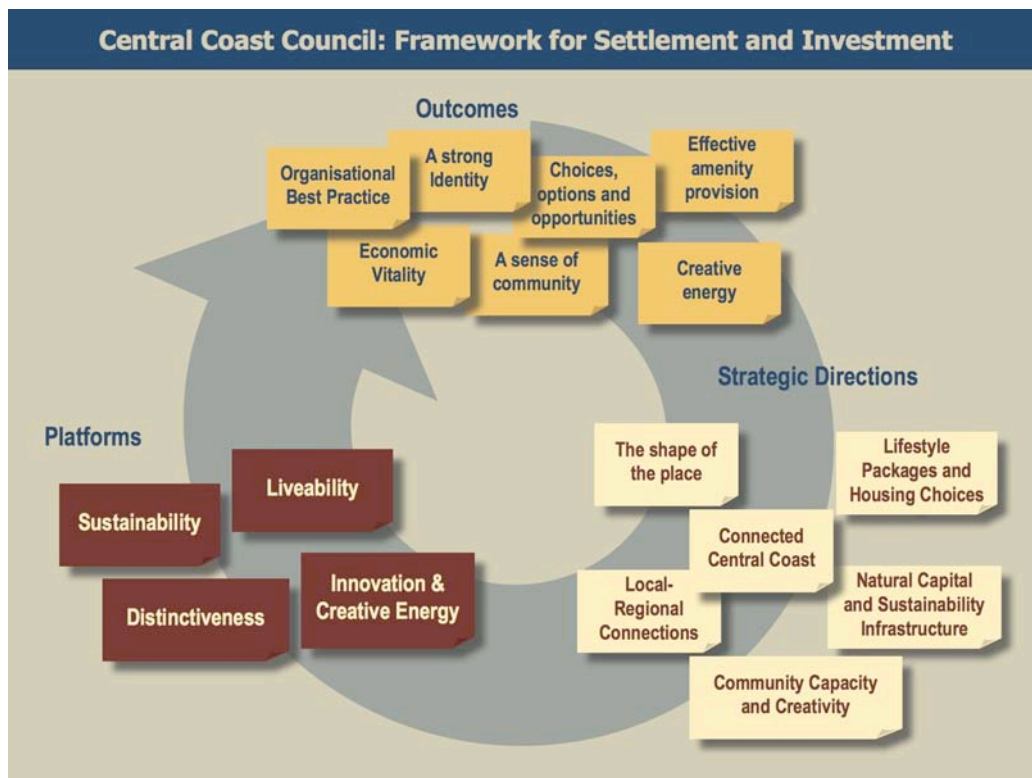 Central Coast Council: Framework for Settlement and Investment
Outcomes
Organisational
Best Practice
A strong
Identity
Choices,
options and
opportunities
Effective
amenity
provision
Economic
Vitality
A sense of
community
Creative
energy
Strategic Directions
The shape of
the place
Lifestyle
Packages and
Housing Choices
Connected
Central Coast
Local-
Regional
Connections
Natural Capital
and Sustainability
Infrastructure
Community Capacity
and Creativity
Platforms
Sustainability
Liveability
Distinctiveness
Innovation &
Creative Energy